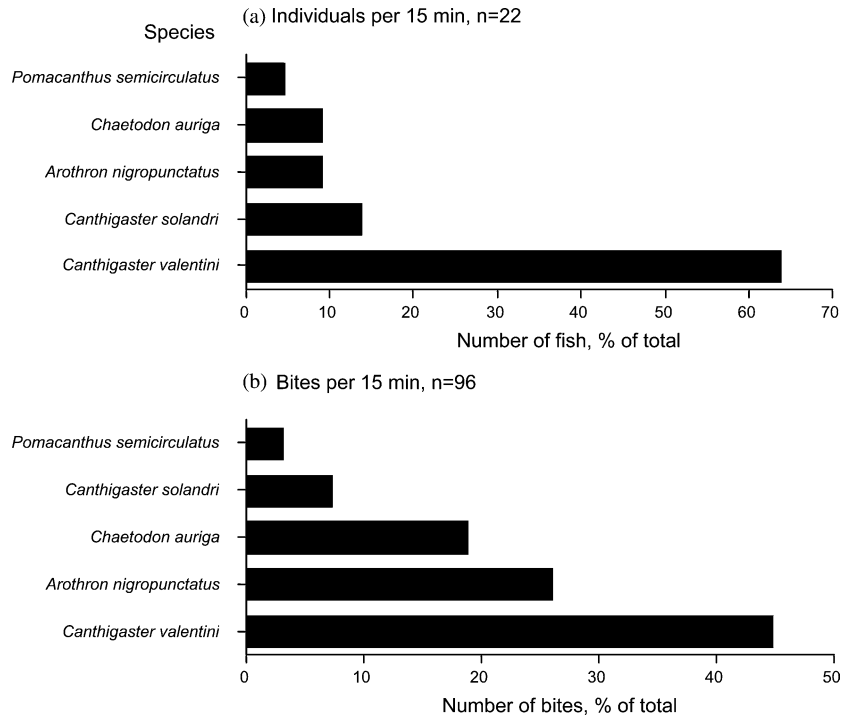 (a) Individuals per 15 min, n=22
Species
Pomacanthus semicirculatus
Chaetodon auriga
Arothron nigropunctatus
Canthigaster solandri
Canthigaster valentini
0 10 20 30 40 50 60 70
Number of fish, % of total
(b) Bites per 15 min, n=96
Pomacanthus semicirculatus
Canthigaster solandri
Chaetodon auriga
Arothron nigropunctatus
Canthigaster valentini
0 10 20 30 40 50
Number of bites, % of total